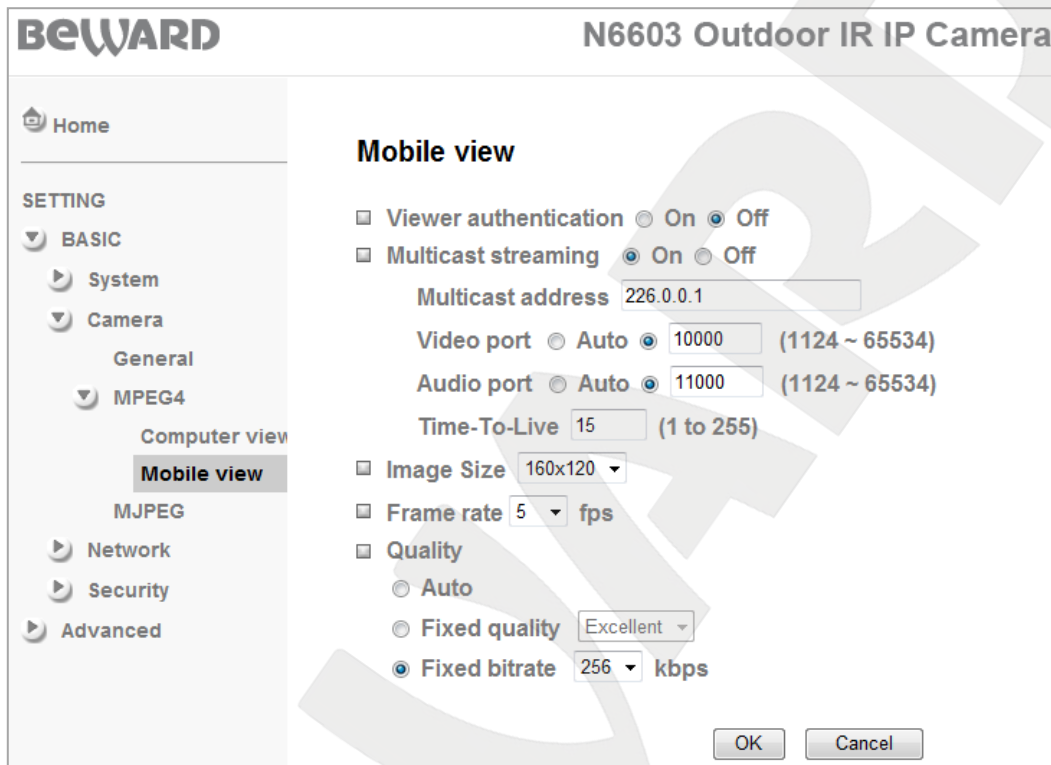 BEWARD
N6603 Outdoor IR IP Camera
Home
SETTING
BASIC
System
Camera
General
MPEG4
Computer view
Mobile view
MJPEG
Network
Security
Advanced
Mobile view
Viewer authentication On Off
Multicast streaming On Off
Multicast address 226.0.0.1
Video port Auto 10000 (1124 ~ 65534)
Audio port Auto 11000 (1124 ~ 65534)
Time-To-Live 15 (1 to 255)
Image Size 160x120
Frame rate 5 fps
Quality
Auto
Fixed quality Excellent
Fixed bitrate 256 kbps
OK Cancel